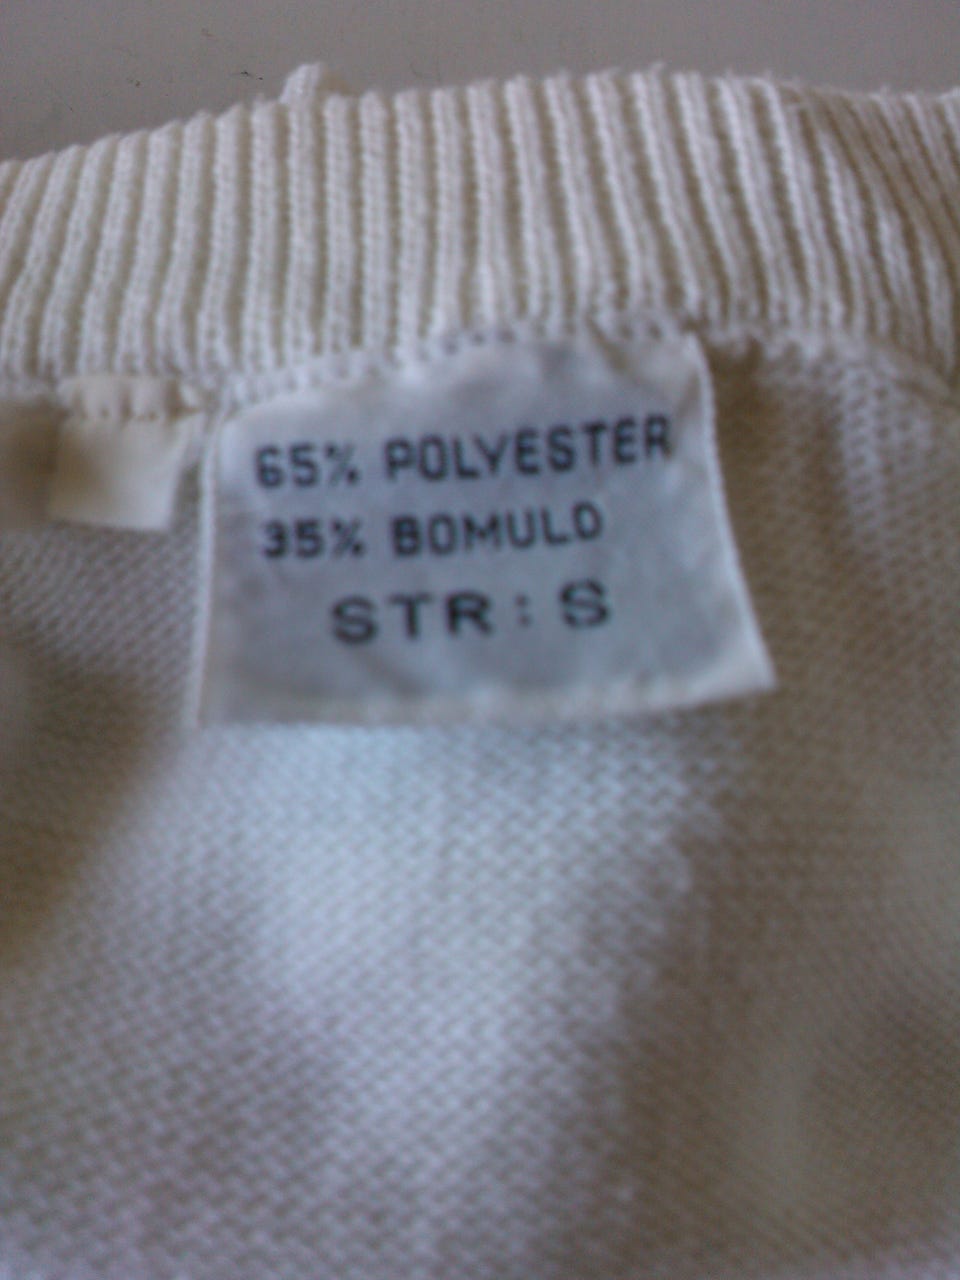 65% POLYESTER
35% BOMULD
STR: S